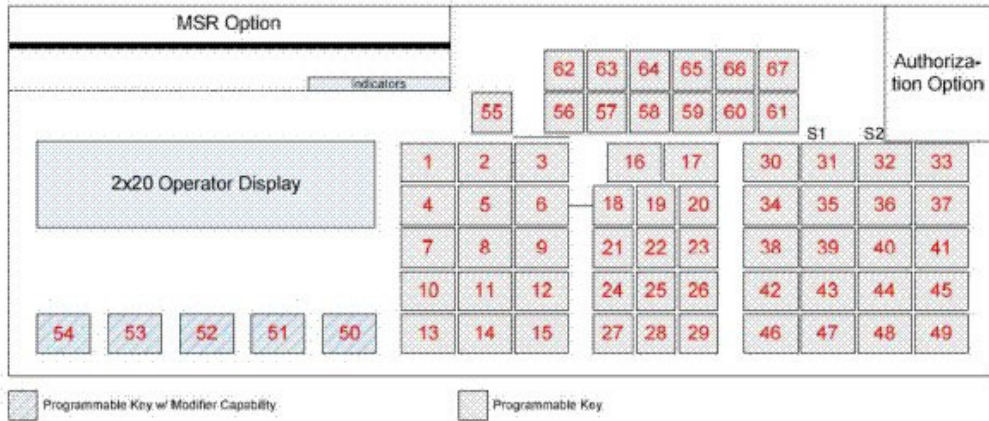 MSR Option
Indicators
Authoriza-
tion Option
62 63 64 65 66 67
55 56 57 58 59 60 61
S1 S2
2x20 Operator Display
1 2 3 16 17 30 31 32 33
4 5 6 18 19 20 34 35 36 37
7 8 9 21 22 23 38 39 40 41
10 11 12 24 25 26 42 43 44 45
54 53 52 51 50 13 14 15 27 28 29 46 47 48 49
Programmable Key w/ Modifier Capability Programmable Key